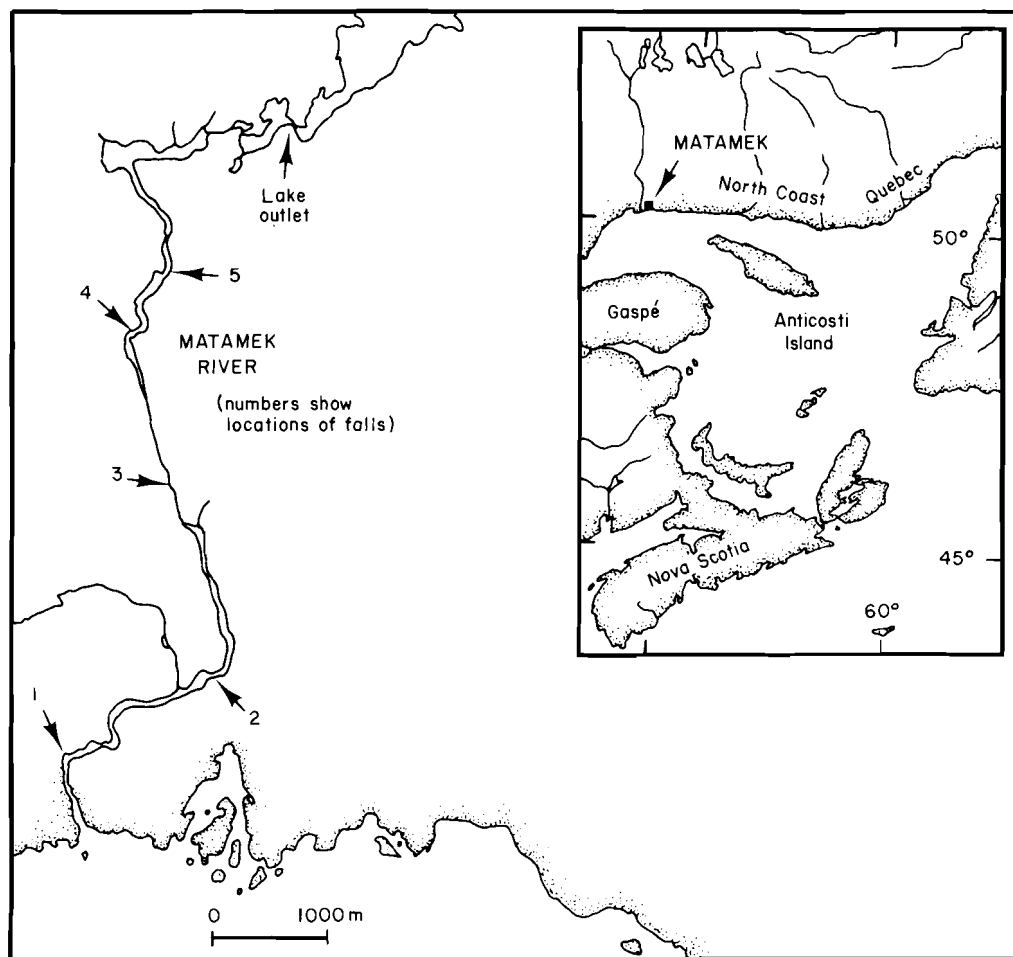 Lake
outlet
5
4
MATAMEK
RIVER
(numbers show
locations of falls)
3
1
2
0 1000 m
MATAMEK
North Coast
Quebec
50°
Gaspé
Anticosti
Island
Nova Scotia
45°
60°